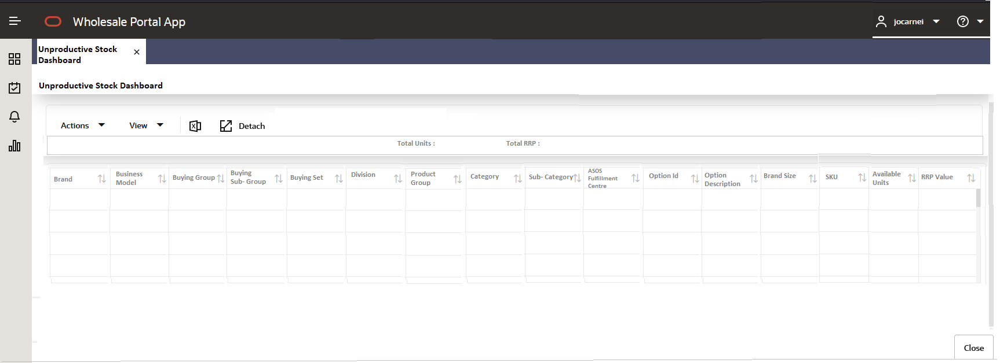 Wholesale Portal App
jocarnei
Unproductive Stock
Dashboard
Unproductive Stock Dashboard
Actions
View
Detach
Total Units :
Total RRP :
Brand
Business
Model
Buying Group
Buying
Sub- Group
Buying Set
Division
Product
Group
Category
Sub- Category
ASOS
Fulfillment
Centre
Option Id
Option
Description
Brand Size
SKU
Available
Units
RRP Value
Close